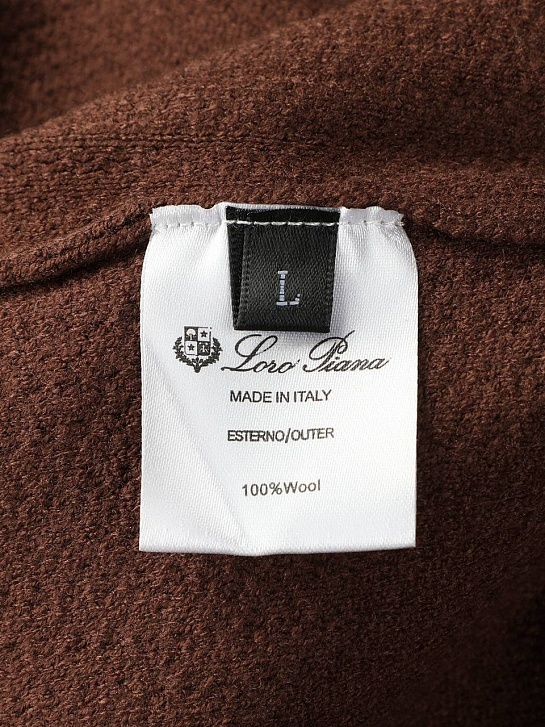 L
Loro Piana
MADE IN ITALY
ESTERNO/OUTER
100%Wool